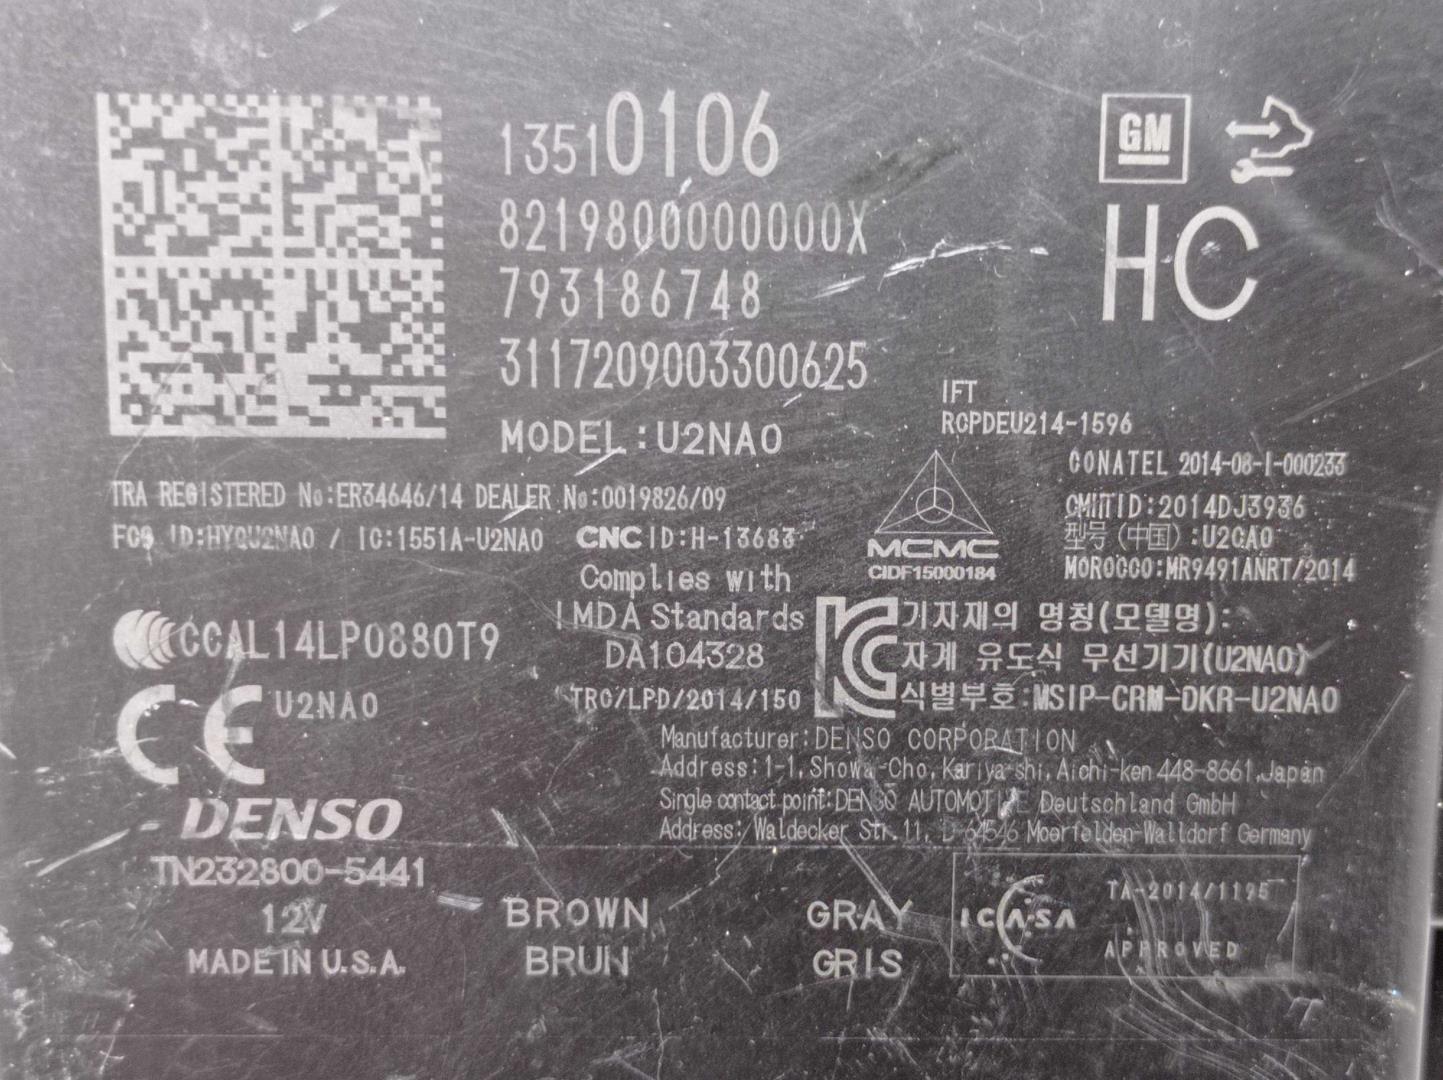 13510106
GM
8219800000000X
HC
793186748
3117209003300625
MODEL:U2NA0
IFT
RCPDEU214-1596
CONATEL 2014-08-I-000233
TRA REGISTERED No:ER34646/14 DEALER No:0019826/09
CMIITID:2014DJ3936
FCC ID:HYQU2NA0 / IC:1551A-U2NA0
CNC ID:H-13683
型号(中国):U2CA0
MCMC
CIDF15000184
MOROCCO:MR9491ANRT/2014
Complies with
IMDA Standards
DA104328
TRC/LPD/2014/150
CCAL14LP0880T9
기자재의 명칭(모델명):
자계 유도식 무선기기(U2NA0)
식별부호:MSIP-CRM-DKR-U2NA0
CE U2NA0
Manufacturer:DENSO CORPORATION
Address:1-1,Showa-Cho,Kariya-shi,Aichi-ken 448-8661,Japan
Single contact point:DENSO AUTOMOTIVE Deutschland GmbH
Address: Waldecker Str.11, D-64546 Moerfelden-Walldorf Germany
DENSO
TN232800-5441
12V
MADE IN U.S.A.
BROWN
BRUN
GRAY
GRIS
ICASA
TA-2014/1195
APPROVED